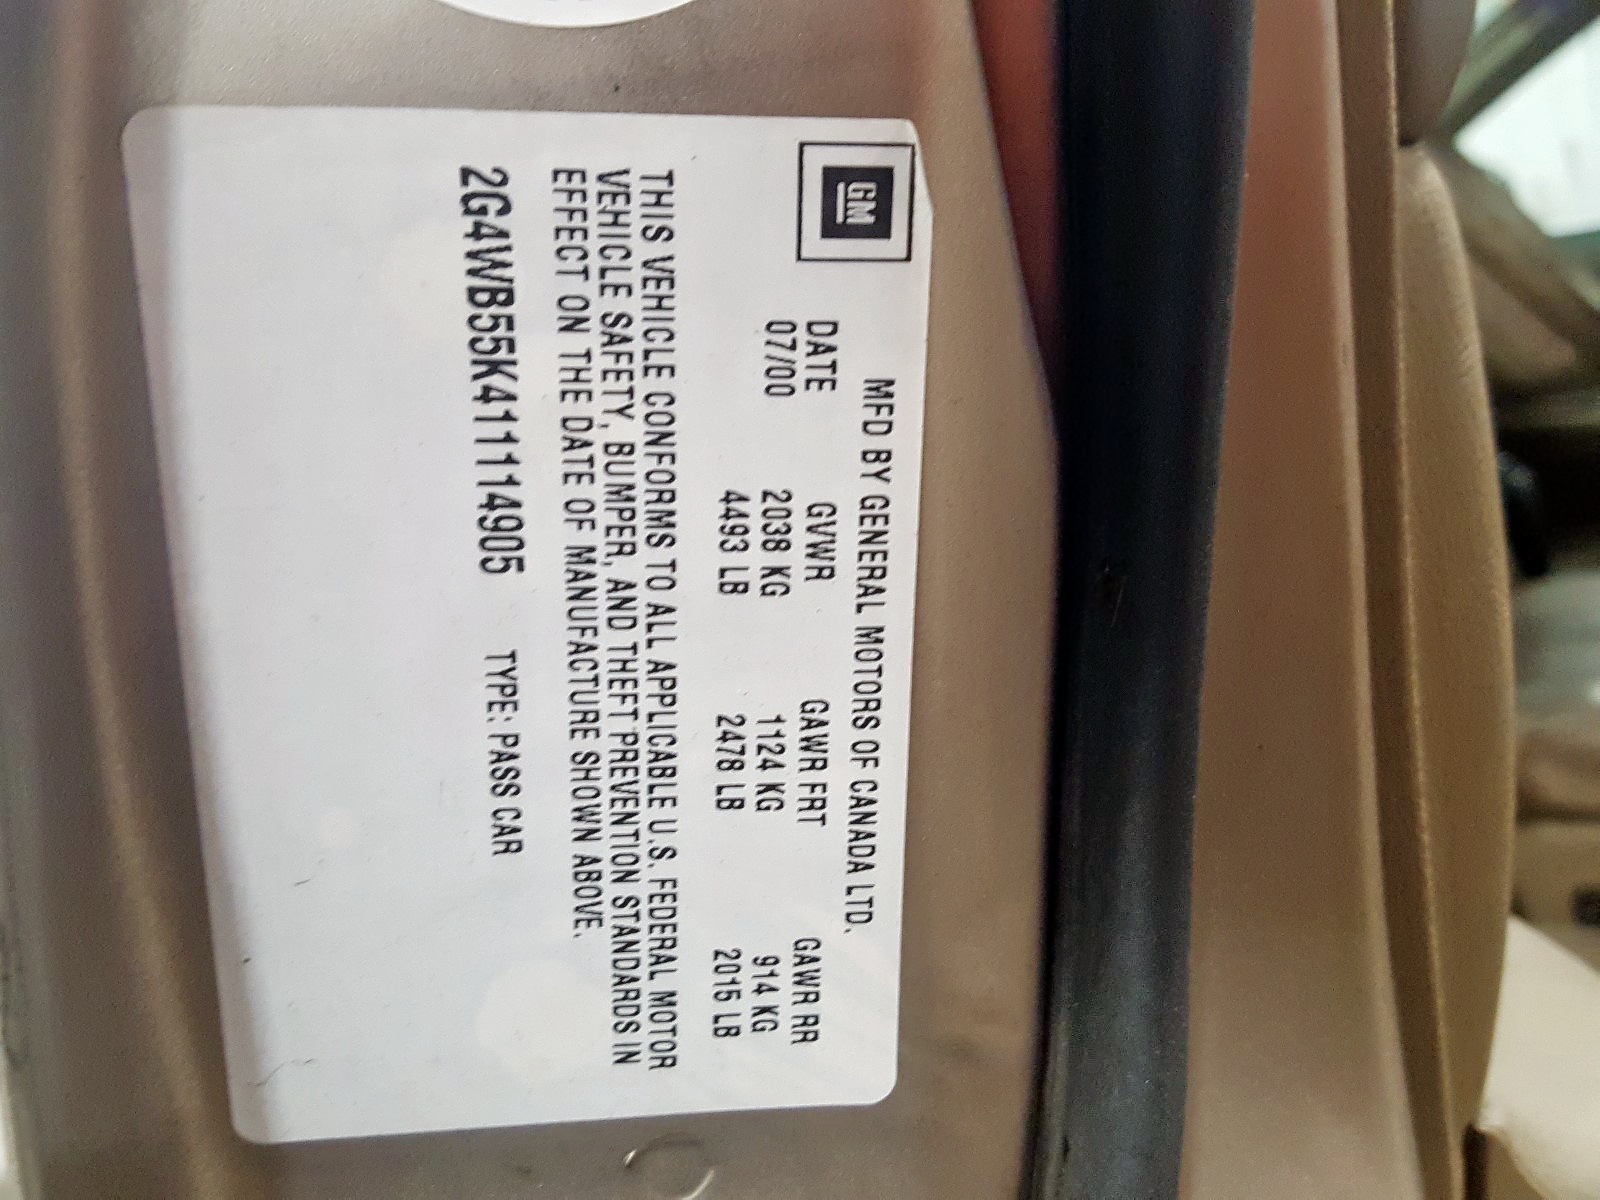 GM
MFD BY GENERAL MOTORS OF CANADA LTD.
DATE GVWR GAWR FRT GAWR RR
07/00 2038 KG 1124 KG 914 KG
4493 LB 2478 LB 2015 LB
THIS VEHICLE CONFORMS TO ALL APPLICABLE U.S. FEDERAL MOTOR
VEHICLE SAFETY, BUMPER, AND THEFT PREVENTION STANDARDS IN
EFFECT ON THE DATE OF MANUFACTURE SHOWN ABOVE.
2G4WB55K411114905 TYPE: PASS CAR